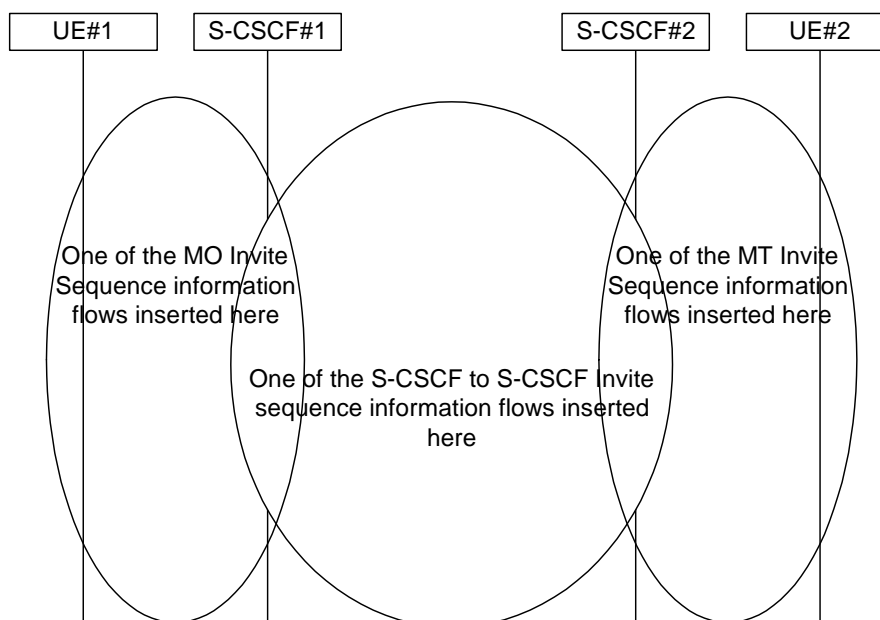 UE#1
S-CSCF#1
S-CSCF#2
UE#2
One of the MO Invite
Sequence information
flows inserted here
One of the MT Invite
Sequence information
flows inserted here
One of the S-CSCF to S-CSCF Invite
sequence information flows inserted
here